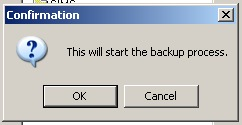 Confirmation
This will start the backup process.
OK
Cancel